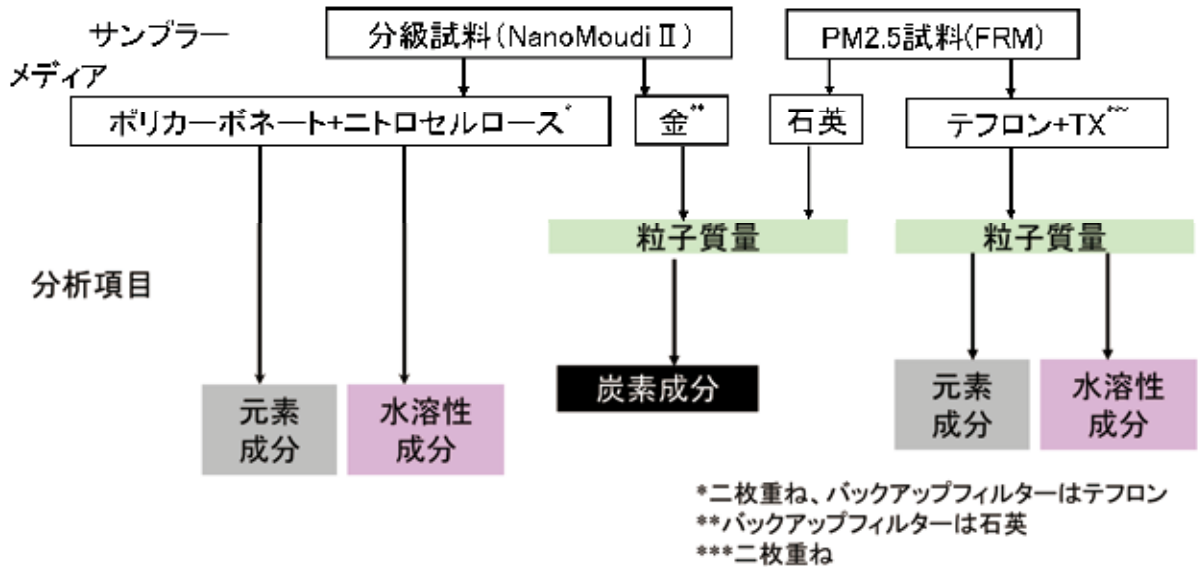 サンプラー
分級試料(NanoMoudiⅡ)
PM2.5試料(FRM)
メディア
ポリカーボネート+ニトロセルロース*
金**
石英
テフロン+TX***
粒子質量
粒子質量
分析項目
元素
成分
水溶性
成分
炭素成分
元素
成分
水溶性
成分
*二枚重ね、バックアップフィルターはテフロン
**バックアップフィルターは石英
***二枚重ね